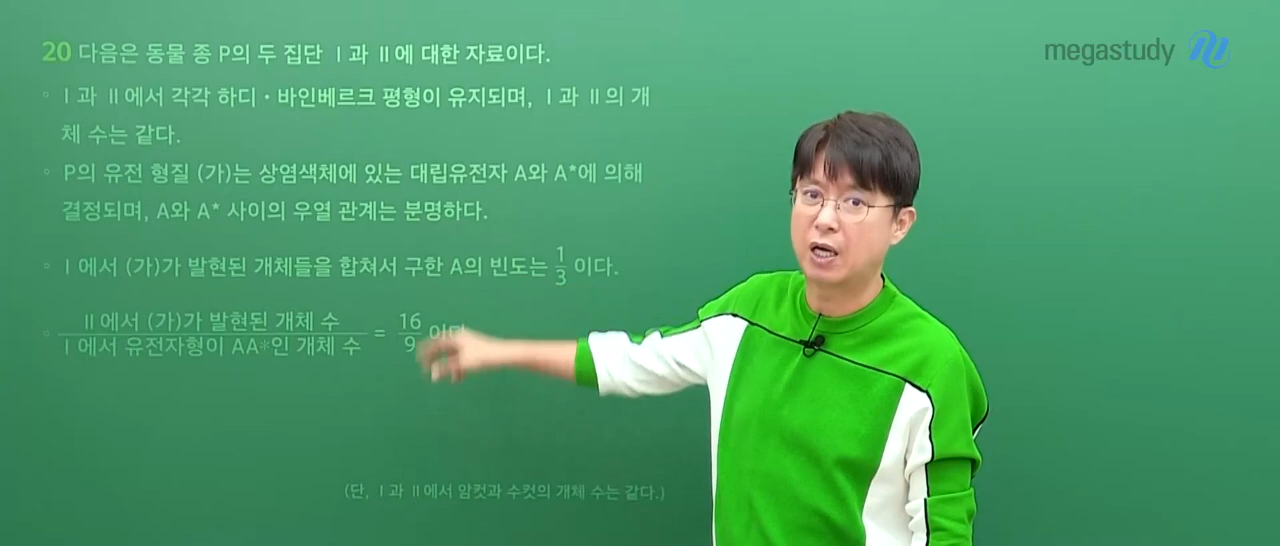 megastudy
20 다음은 동물 종 P의 두 집단 Ⅰ과 Ⅱ에 대한 자료이다.
◦ Ⅰ과 Ⅱ에서 각각 하디·바인베르크 평형이 유지되며, Ⅰ과 Ⅱ의 개
체 수는 같다.
◦ P의 유전 형질 (가)는 상염색체에 있는 대립유전자 A와 A*에 의해
결정되며, A와 A* 사이의 우열 관계는 분명하다.
◦ Ⅰ에서 (가)가 발현된 개체들을 합쳐서 구한 A의 빈도는 1/3 이다.
◦ Ⅱ에서 (가)가 발현된 개체 수 / Ⅰ에서 유전자형이 AA*인 개체 수 = 16/9 이다
(단, Ⅰ과 Ⅱ에서 암컷과 수컷의 개체 수는 같다.)